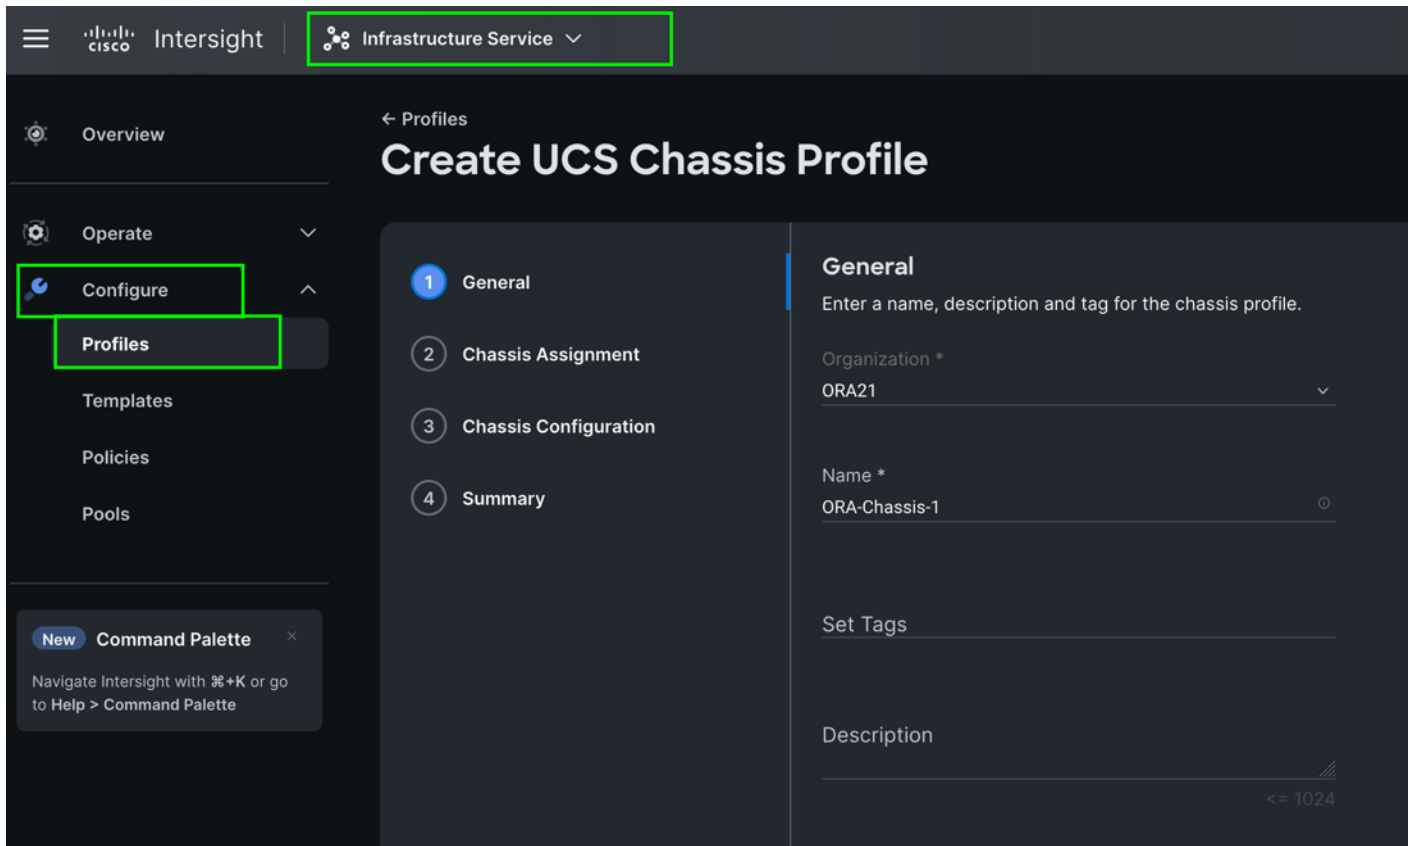 cisco Intersight Infrastructure Service
Overview
Operate
Configure
Profiles
Templates
Policies
Pools
New Command Palette ×
Navigate Intersight with ⌘+K or go
to Help > Command Palette
← Profiles
Create UCS Chassis Profile
1 General
2 Chassis Assignment
3 Chassis Configuration
4 Summary
General
Enter a name, description and tag for the chassis profile.
Organization *
ORA21
Name *
ORA-Chassis-1
Set Tags
Description
<= 1024